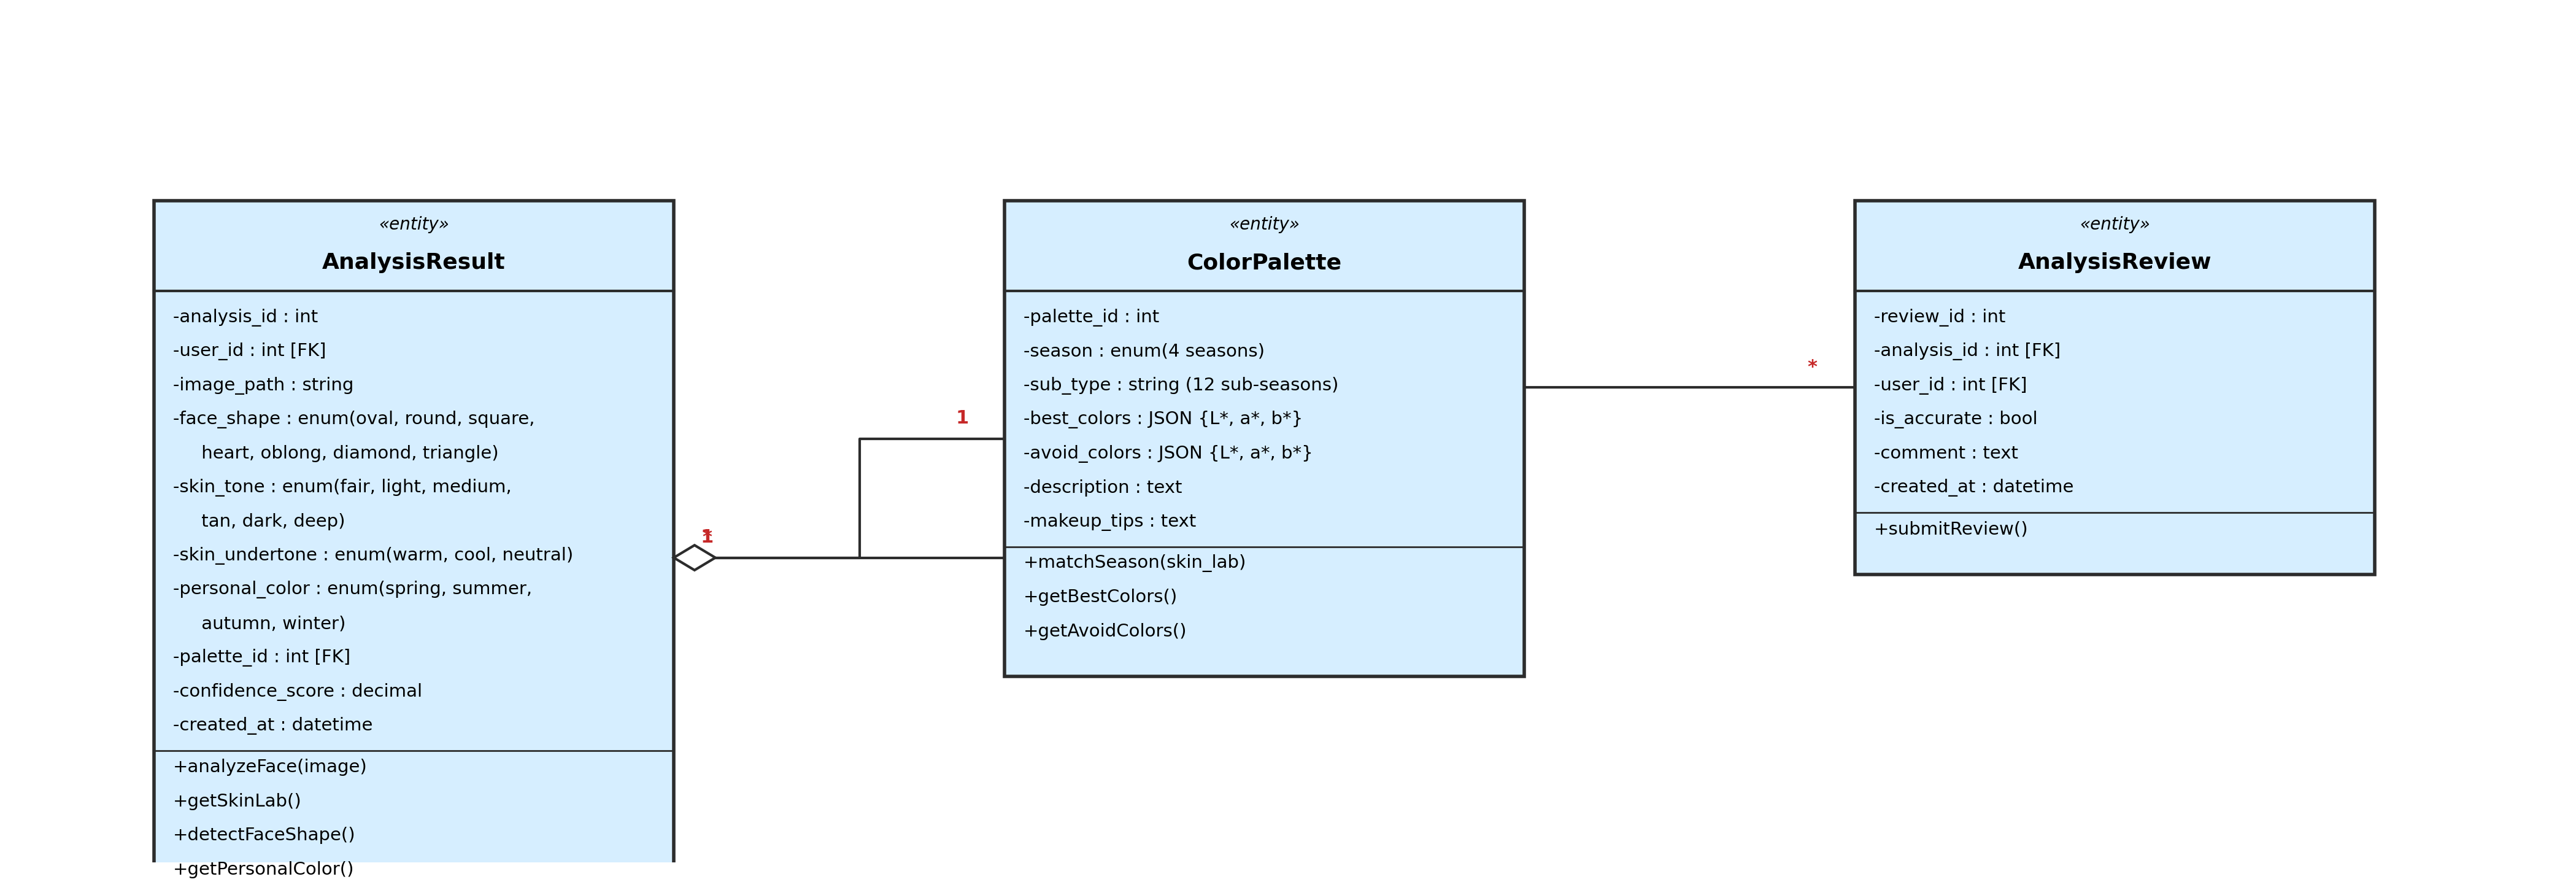 «entity»
AnalysisResult
-analysis_id : int
-user_id : int [FK]
-image_path : string
-face_shape : enum(oval, round, square,
heart, oblong, diamond, triangle)
-skin_tone : enum(fair, light, medium,
tan, dark, deep)
-skin_undertone : enum(warm, cool, neutral)
-personal_color : enum(spring, summer,
autumn, winter)
-palette_id : int [FK]
-confidence_score : decimal
-created_at : datetime
+analyzeFace(image)
+getSkinLab()
+detectFaceShape()
+getPersonalColor()
1
*
1
«entity»
ColorPalette
-palette_id : int
-season : enum(4 seasons)
-sub_type : string (12 sub-seasons)
-best_colors : JSON {L*, a*, b*}
-avoid_colors : JSON {L*, a*, b*}
-description : text
-makeup_tips : text
+matchSeason(skin_lab)
+getBestColors()
+getAvoidColors()
*
«entity»
AnalysisReview
-review_id : int
-analysis_id : int [FK]
-user_id : int [FK]
-is_accurate : bool
-comment : text
-created_at : datetime
+submitReview()